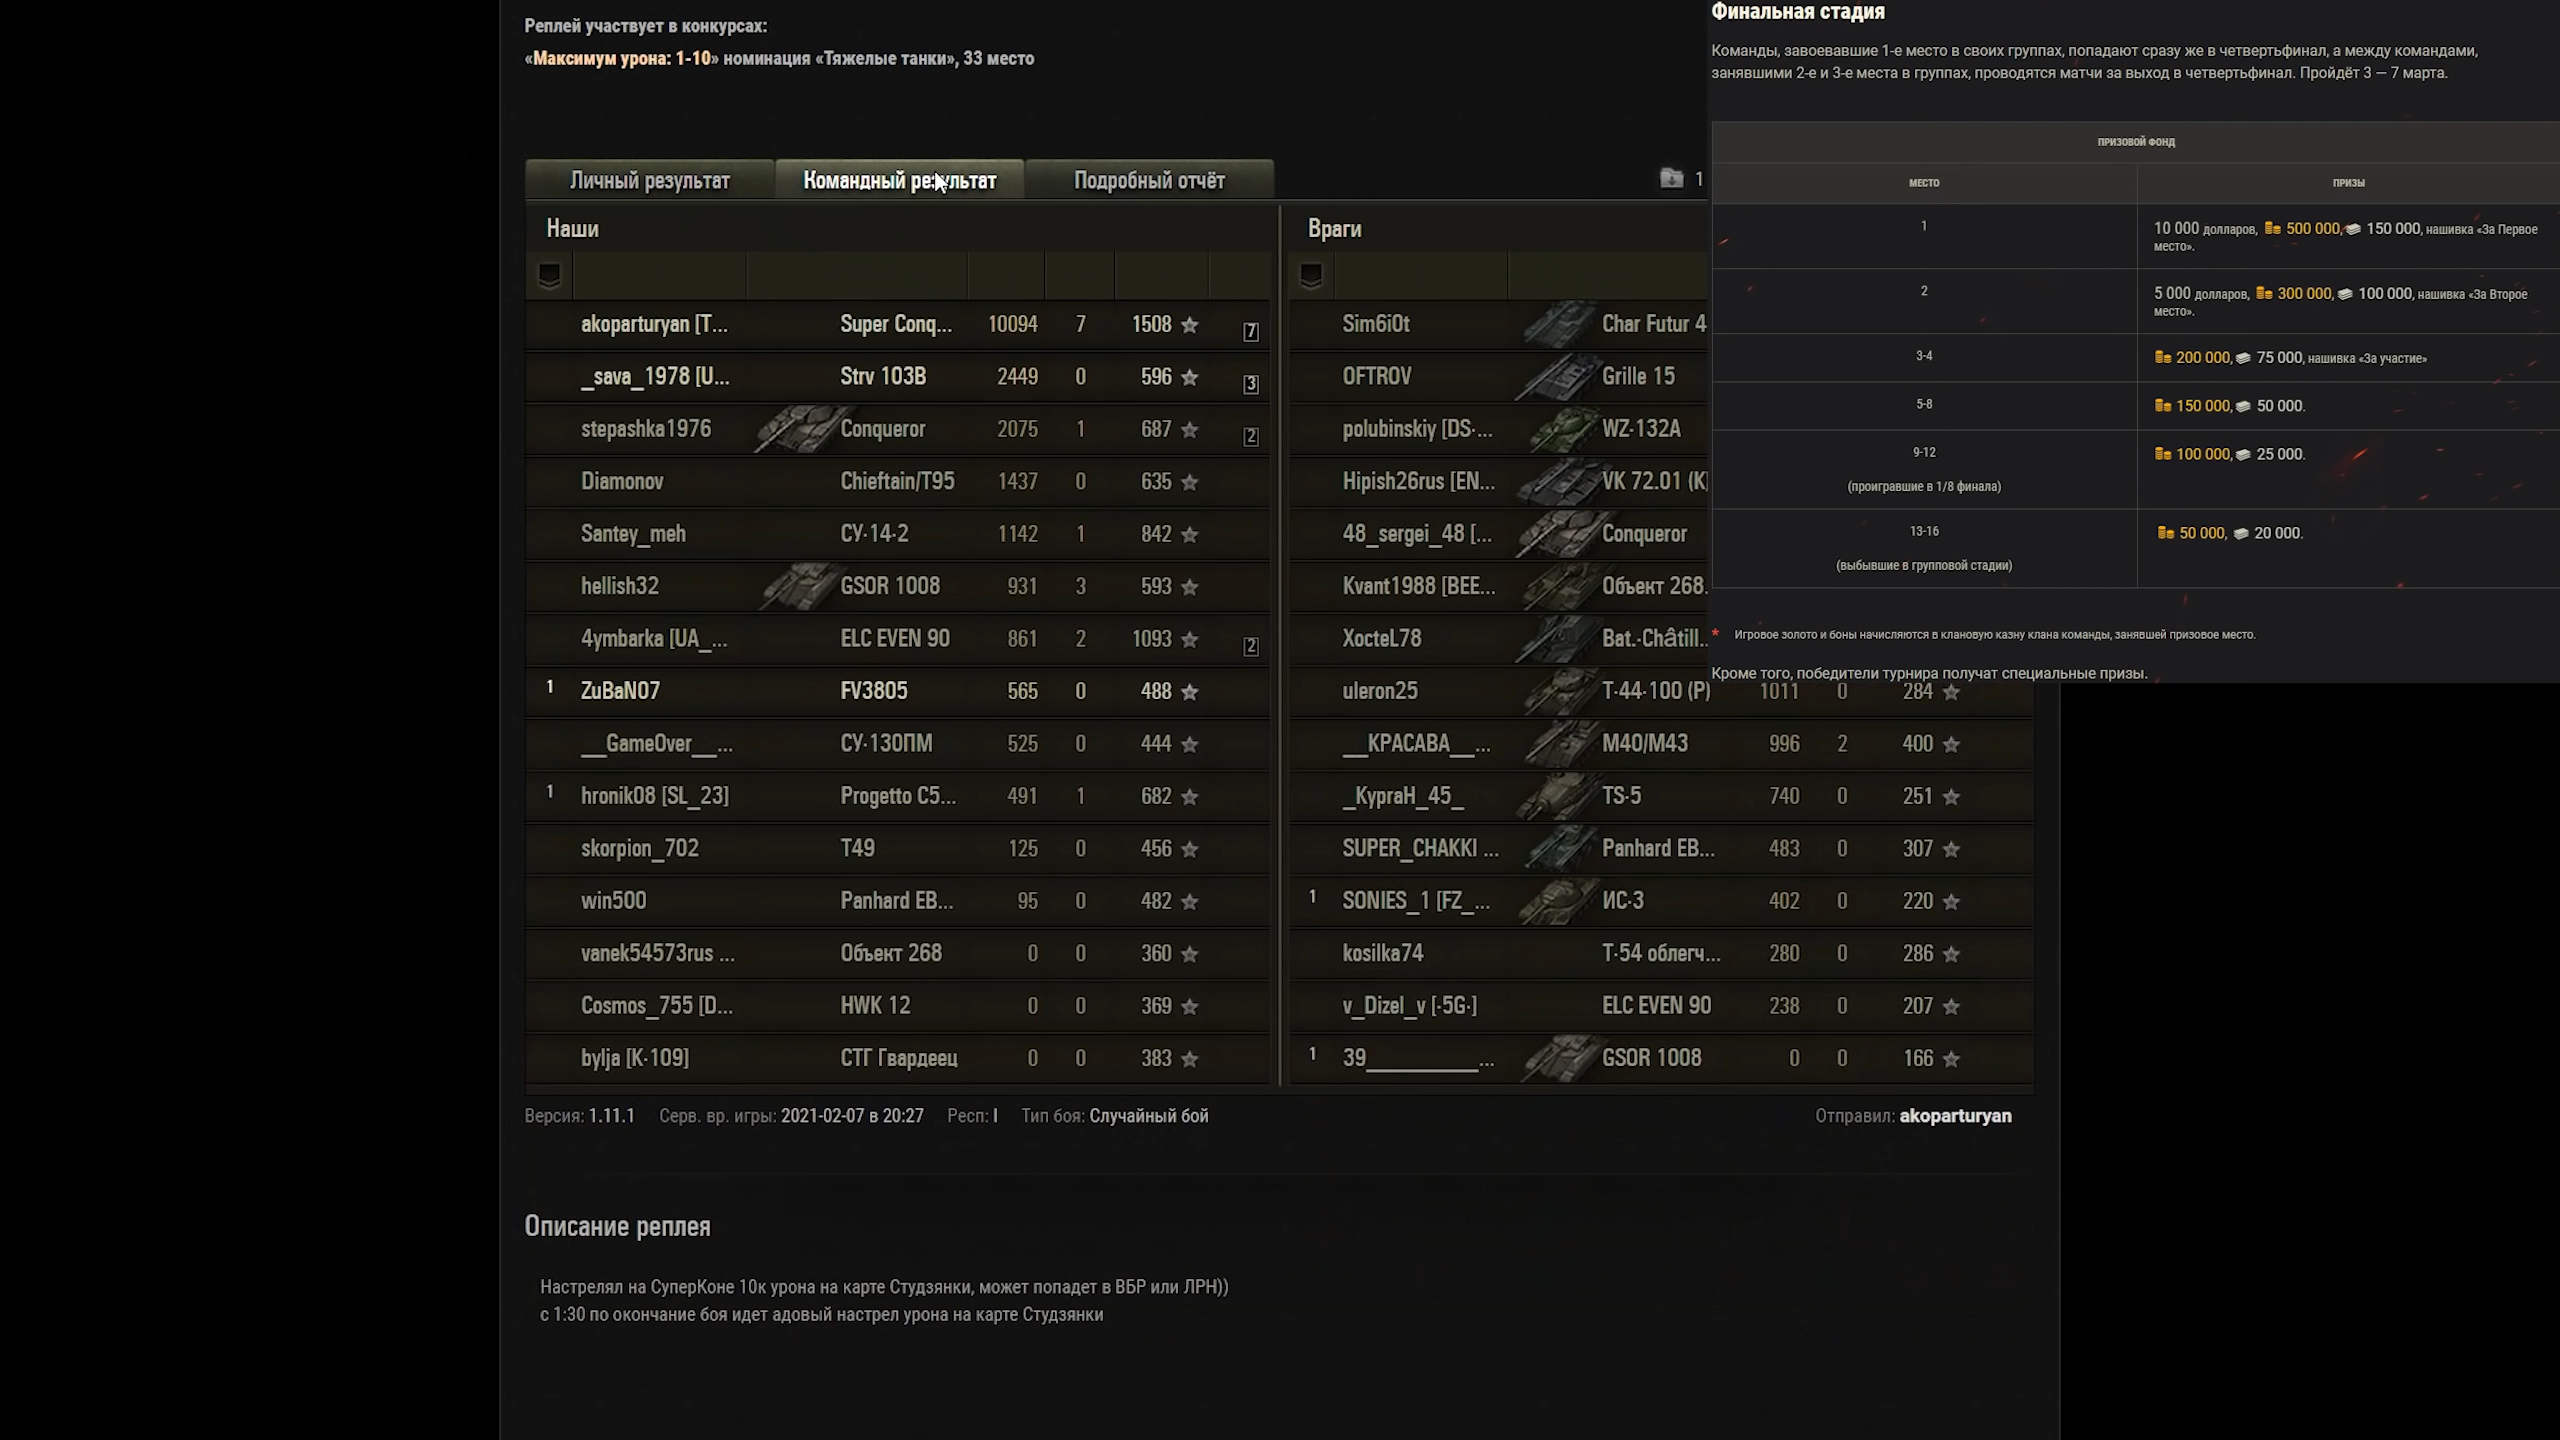 Реплей участвует в конкурсах:
«Максимум урона: 1-10» номинация «Тяжелые танки», 33 место
Личный результат
Командный результат
Подробный отчёт
1
Наши
akoparturyan [T... Super Conq... 10094 7 1508 7
_sava_1978 [U... Strv 103B 2449 0 596 3
stepashka1976 Conqueror 2075 1 687 2
Diamonov Chieftain/T95 1437 0 635
Santey_meh СУ-14-2 1142 1 842
hellish32 GSOR 1008 931 3 593
4ymbarka [UA_... ELC EVEN 90 861 2 1093 2
1 ZuBaN07 FV3805 565 0 488
__GameOver__... СУ-130ПМ 525 0 444
1 hronik08 [SL_23] Progetto C5... 491 1 682
skorpion_702 T49 125 0 456
win500 Panhard EB... 95 0 482
vanek54573rus ... Объект 268 0 0 360
Cosmos_755 [D... HWK 12 0 0 369
bylja [K-109] СТГ Гвардеец 0 0 383
Враги
Sim6i0t Char Futur 4
OFTROV Grille 15
polubinskiy [DS-... WZ-132A
Hipish26rus [EN... VK 72.01 (K)
48_sergei_48 [... Conqueror
Kvant1988 [BEE... Объект 268.
XocteL78 Bat.-Châtill..
uleron25 Т-44-100 (Р) 1011 0 284
__KPACABA__... M40/M43 996 2 400
_KypraH_45_ TS-5 740 0 251
SUPER_CHAKKI ... Panhard EB... 483 0 307
1 SONIES_1 [FZ_... ИС-3 402 0 220
kosilka74 Т-54 облегч... 280 0 286
v_Dizel_v [-5G-] ELC EVEN 90 238 0 207
1 39__________... GSOR 1008 0 0 166
Версия: 1.11.1 Серв. вр. игры: 2021-02-07 в 20:27 Респ: I Тип боя: Случайный бой
Отправил: akoparturyan
Описание реплея
Настрелял на СуперКоне 10к урона на карте Студзянки, может попадет в ВБР или ЛРН))
с 1:30 по окончание боя идет адовый настрел урона на карте Студзянки
Финальная стадия
Команды, завоевавшие 1-е место в своих группах, попадают сразу же в четвертьфинал, а между командами,
занявшими 2-е и 3-е места в группах, проводятся матчи за выход в четвертьфинал. Пройдёт 3 — 7 марта.
ПРИЗОВОЙ ФОНД
МЕСТО ПРИЗЫ
1 10 000 долларов, 500 000, 150 000, нашивка «За Первое
место».
2 5 000 долларов, 300 000, 100 000, нашивка «За Второе
место».
3-4 200 000, 75 000, нашивка «За участие»
5-8 150 000, 50 000.
9-12 100 000, 25 000.
(проигравшие в 1/8 финала)
13-16 50 000, 20 000.
(выбывшие в групповой стадии)
* Игровое золото и боны начисляются в клановую казну клана команды, занявшей призовое место.
Кроме того, победители турнира получат специальные призы.